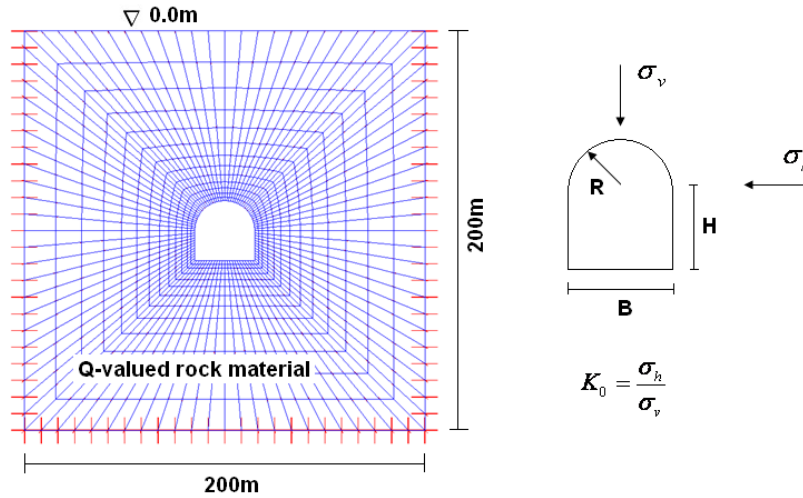 ▽ 0.0m
σv
R
σ
H
200m
B
Q-valued rock material
K0 = σh / σv
200m